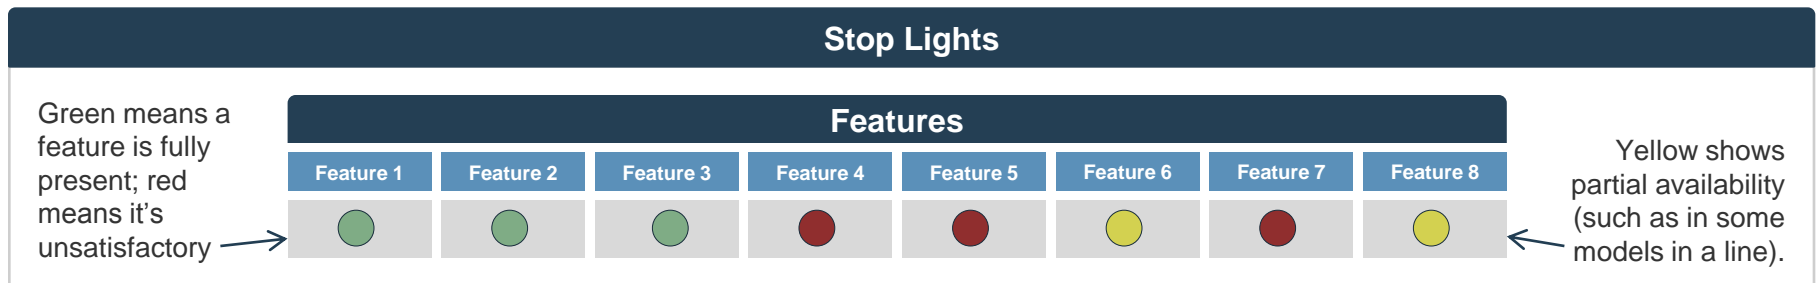 Stop Lights
Green means a
feature is fully
present; red
means it's
unsatisfactory
Features
Feature 1 Feature 2 Feature 3 Feature 4 Feature 5 Feature 6 Feature 7 Feature 8
Yellow shows
partial availability
(such as in some
models in a line).